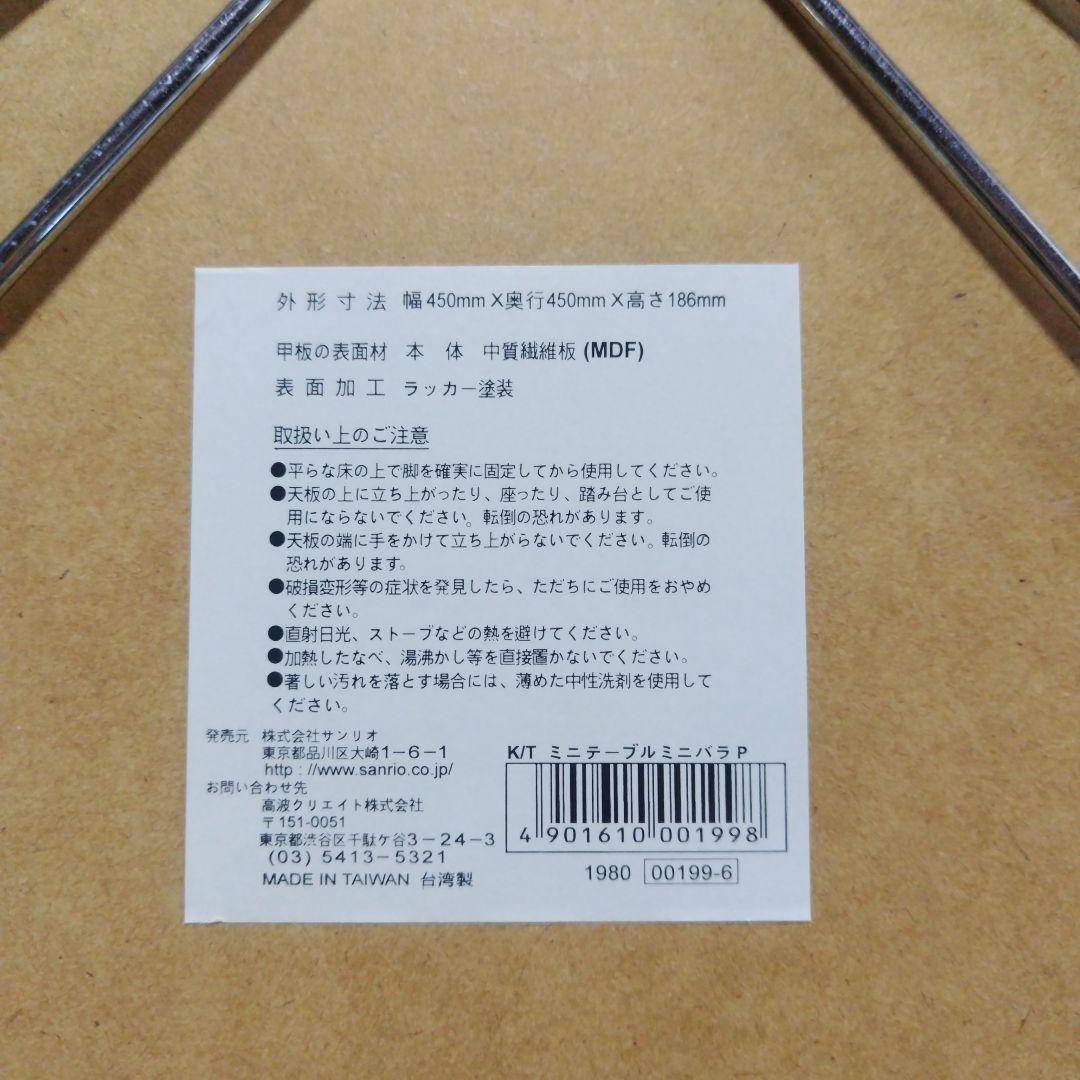 外形寸法 幅450mm×奥行450mm×高さ186mm
甲板の表面材 本 体 中質繊維板 (MDF)
表面加工 ラッカー塗装
取扱い上のご注意
●平らな床の上で脚を確実に固定してから使用してください。
●天板の上に立ち上がったり、座ったり、踏み台としてご使
用にならないでください。転倒の恐れがあります。
●天板の端に手をかけて立ち上がらないでください。転倒の
恐れがあります。
●破損変形等の症状を発見したら、ただちにご使用をおやめ
ください。
●直射日光、ストーブなどの熱を避けてください。
●加熱したなべ、湯沸かし等を直接置かないでください。
●著しい汚れを落とす場合には、薄めた中性洗剤を使用して
ください。
発売元 株式会社サンリオ
東京都品川区大崎1-6-1
http://www.sanrio.co.jp/
お問い合わせ先
高波クリエイト株式会社
〒151-0051
東京都渋谷区千駄ケ谷3-24-3
(03) 5413-5321
MADE IN TAIWAN 台湾製
K/T ミニテーブルミニバラP
4 901610 001998
1980 00199-6